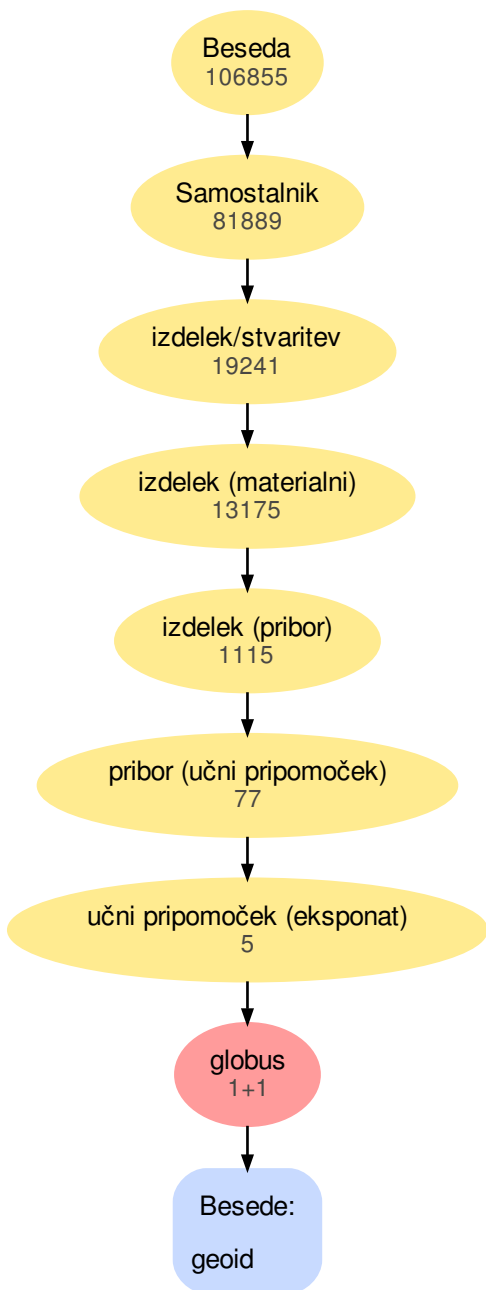 Beseda
106855
Samostalnik
81889
izdelek/stvaritev
19241
izdelek (materialni)
13175
izdelek (pribor)
1115
pribor (učni pripomoček)
77
učni pripomoček (eksponat)
5
globus
1+1
Besede:
geoid